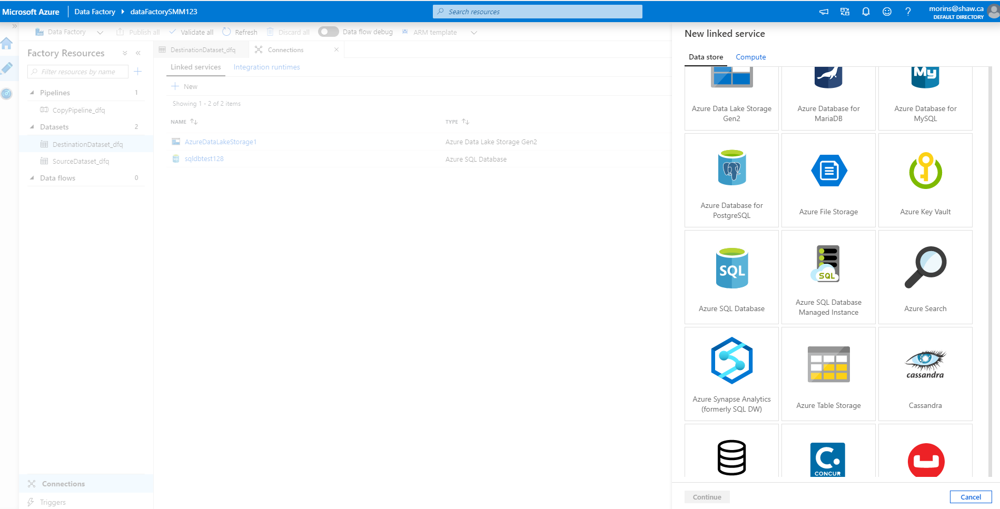 Microsoft Azure
Data Factory
dataFactorySMM123
Search resources
?
morins@shaw.ca
DEFAULT DIRECTORY
Data Factory
Publish all
Validate all
Refresh
Discard all
Data flow debug
ARM template
Factory Resources
Filter resources by name
Pipelines 1
CopyPipeline_dfq
Datasets 2
DestinationDataset_dfq
SourceDataset_dfq
Data flows 0
Connections
Triggers
DestinationDataset_dfq
Connections
Linked services
Integration runtimes
New
Showing 1 - 2 of 2 items
NAME TYPE
AzureDataLakeStorage1 Azure Data Lake Storage Gen2
sqldbtest128 Azure SQL Database
New linked service
Data store Compute
My
Azure Data Lake Storage
Gen2
Azure Database for
MariaDB
Azure Database for
MySQL
Azure Database for
PostgreSQL
Azure File Storage
Azure Key Vault
SQL
Azure SQL Database
SQL
Azure SQL Database
Managed Instance
Azure Search
Azure Synapse Analytics
(formerly SQL DW)
Azure Table Storage
cassandra
Cassandra
C.
CONCUR
Continue
Cancel